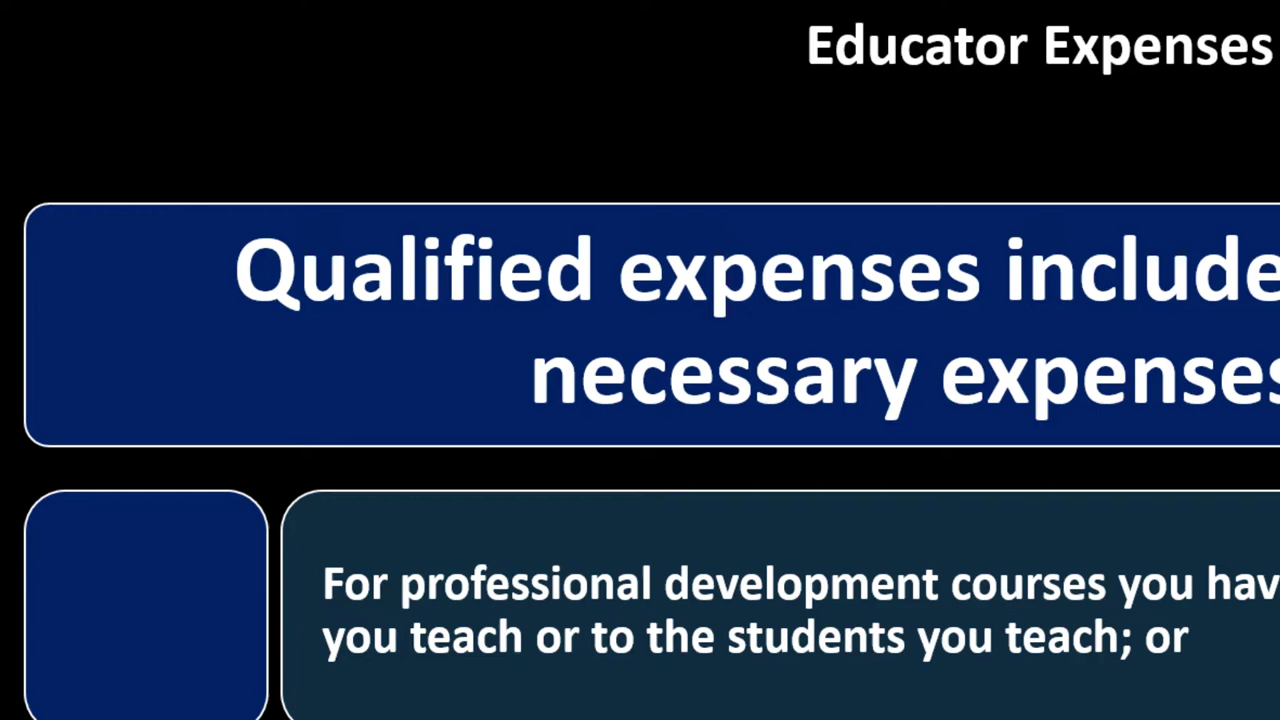 Educator Expenses
Qualified expenses include
necessary expenses
For professional development courses you hav
you teach or to the students you teach; or